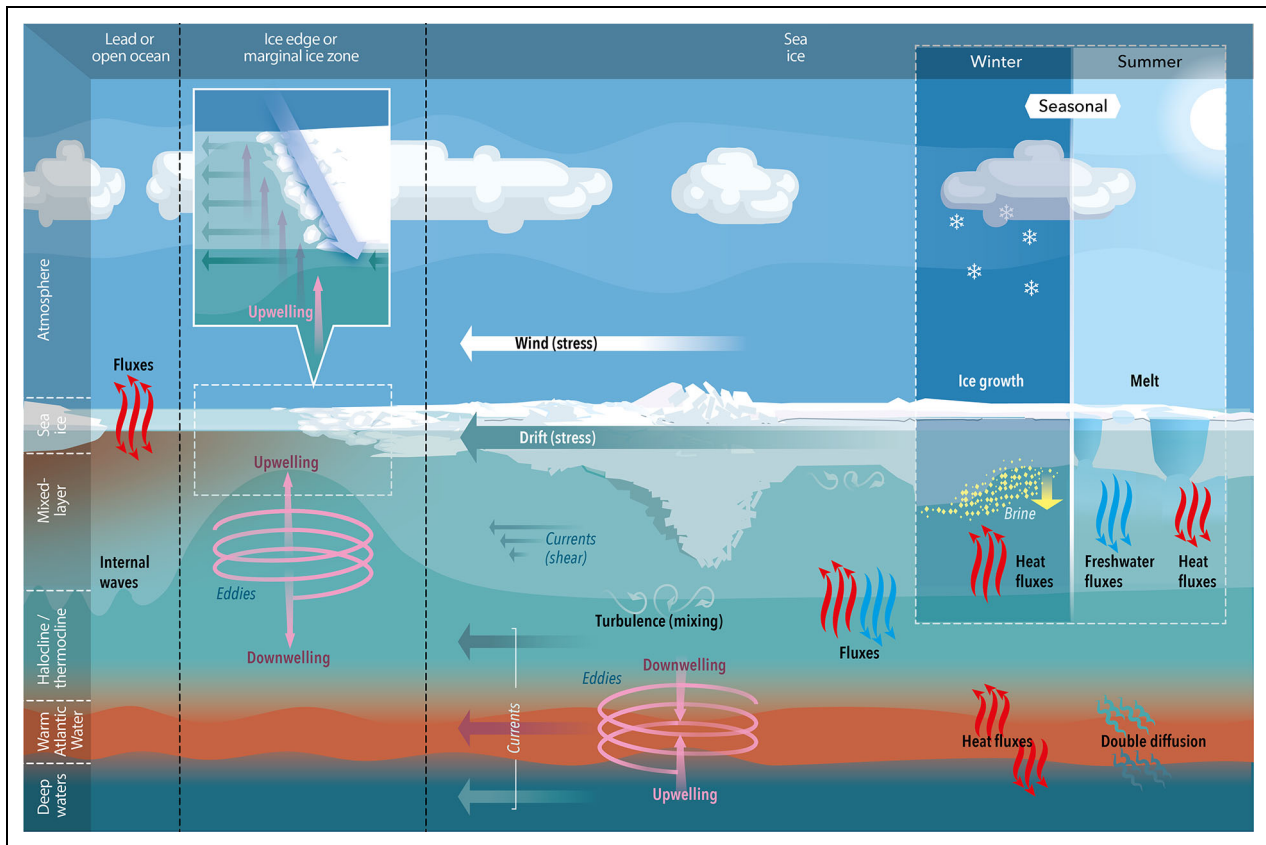 Lead or
open ocean
Ice edge or
marginal ice zone
Sea
ice
Winter
Summer
Seasonal
Atmosphere
Upwelling
Wind (stress)
Fluxes
Ice growth
Melt
Sea
ice
Drift (stress)
Upwelling
Mixed-
layer
Brine
Currents
(shear)
Internal
waves
Eddies
Heat
fluxes
Freshwater
fluxes
Heat
fluxes
Halocline /
thermocline
Turbulence (mixing)
Fluxes
Downwelling
Downwelling
Eddies
Currents
Warm
Atlantic
Water
Heat fluxes
Double diffusion
Deep
waters
Upwelling